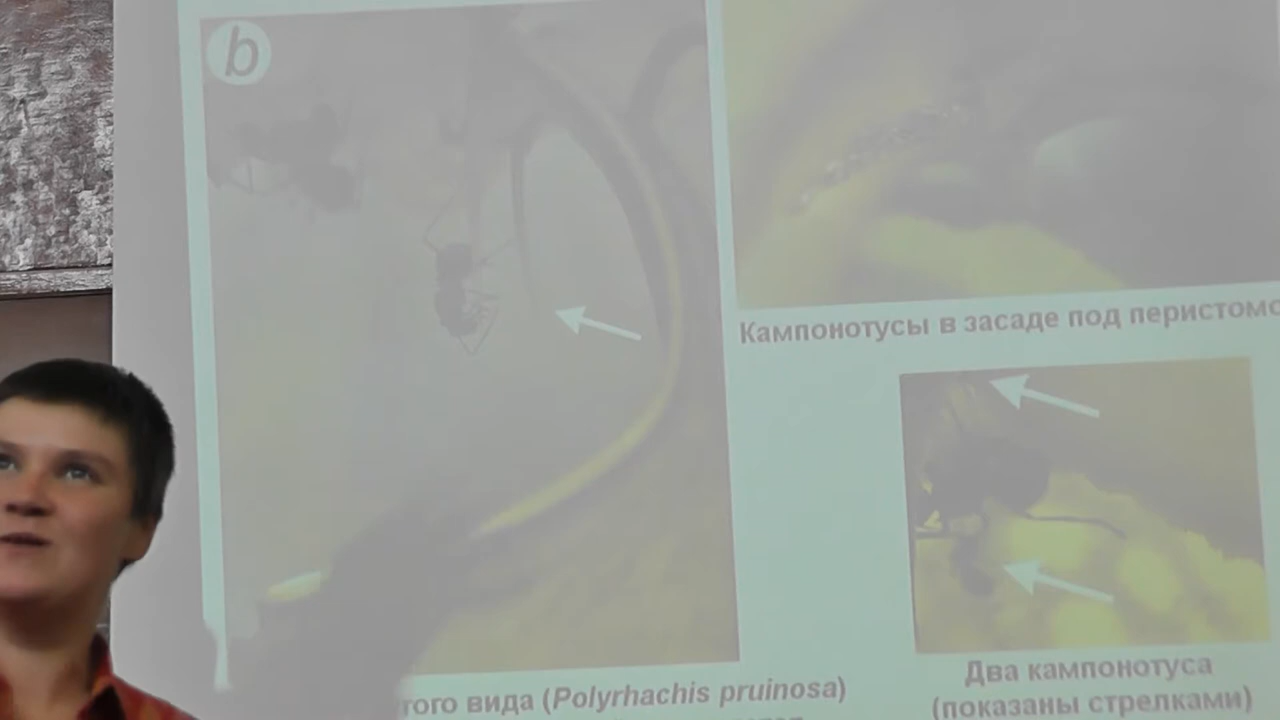 b
Кампонотусы в засаде под перистомо
того вида (Polyrhachis pruinosa)
Два кампонотуса
(показаны стрелками)